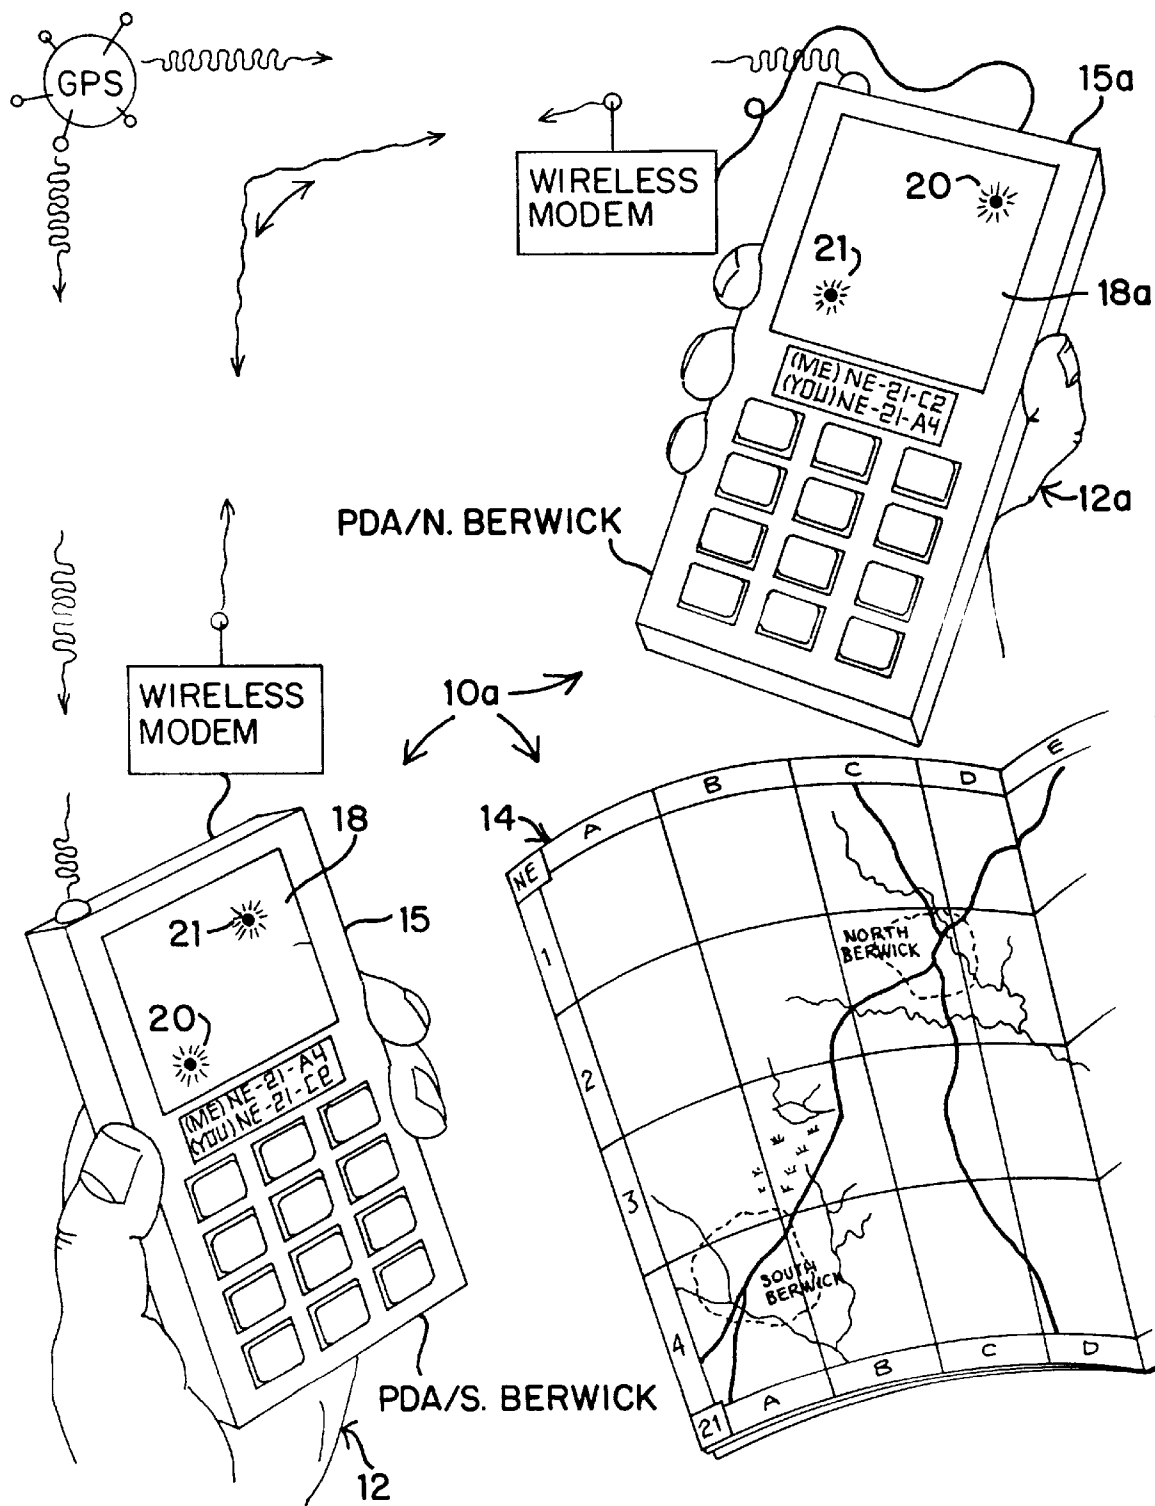 GPS
15a
WIRELESS
MODEM
20
21
18a
(ME)NE-21-C2
(YOU)NE-21-A4
12a
PDA/N. BERWICK
WIRELESS
MODEM
10a
18
21
15
20
(ME)NE-21-A4
(YOU)NE-21-C2
PDA/S. BERWICK
12
14
NE
A
B
C
D
E
1
2
3
4
NORTH
BERWICK
SOUTH
BERWICK
21
A
B
C
D